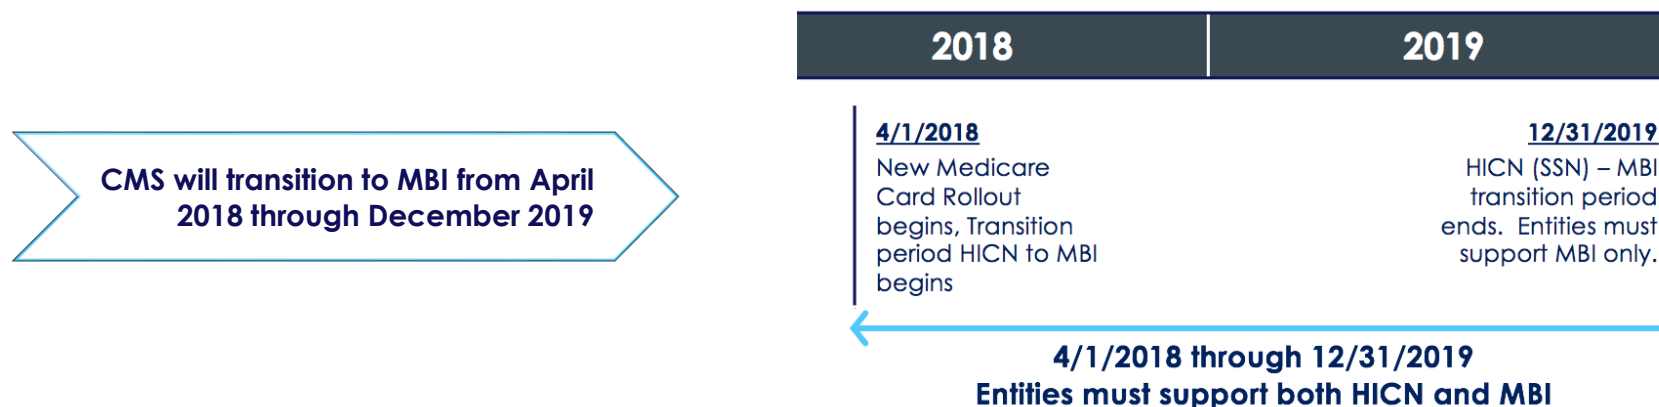 CMS will transition to MBI from April
2018 through December 2019
2018
2019
4/1/2018
New Medicare
Card Rollout
begins, Transition
period HICN to MBI
begins
12/31/2019
HICN (SSN) – MBI
transition period
ends. Entities must
support MBI only.
4/1/2018 through 12/31/2019
Entities must support both HICN and MBI